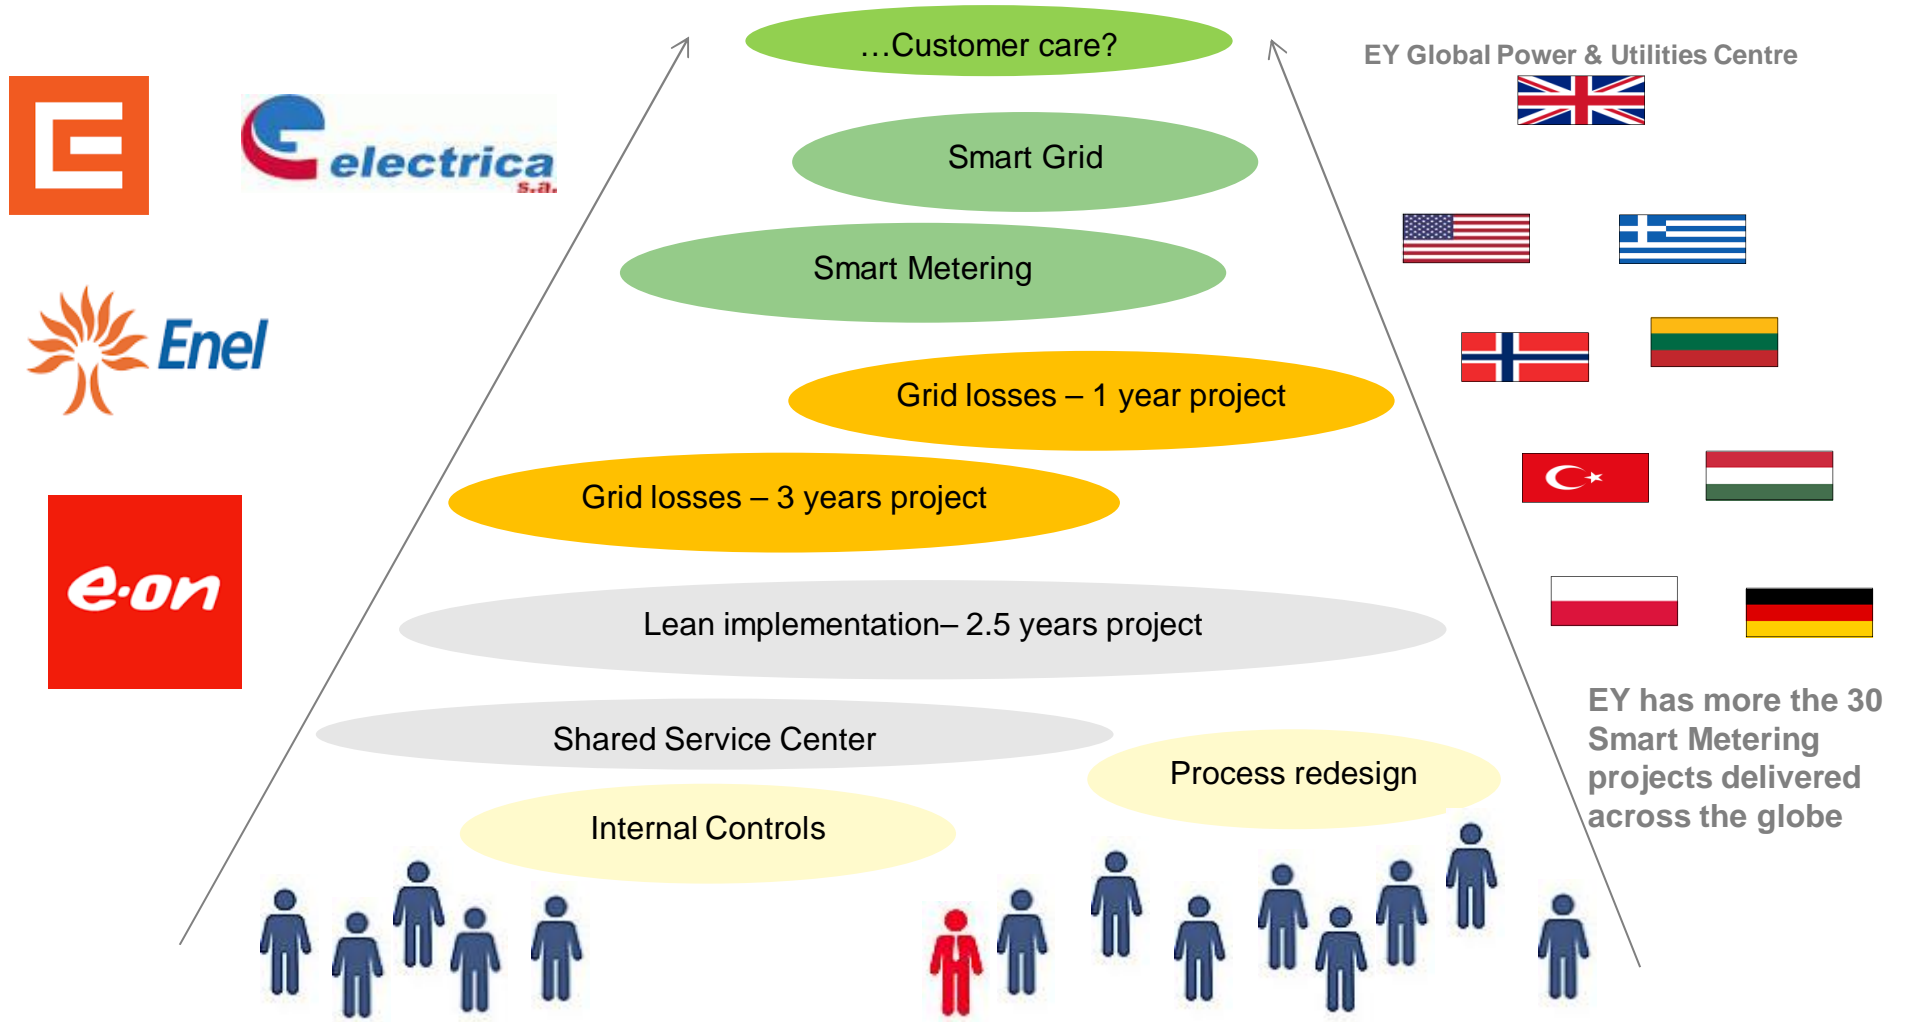 …Customer care?
EY Global Power & Utilities Centre
electrica
s.a.
Smart Grid
Smart Metering
Enel
Grid losses – 1 year project
Grid losses – 3 years project
e·on
Lean implementation– 2.5 years project
EY has more the 30
Smart Metering
projects delivered
across the globe
Shared Service Center
Process redesign
Internal Controls